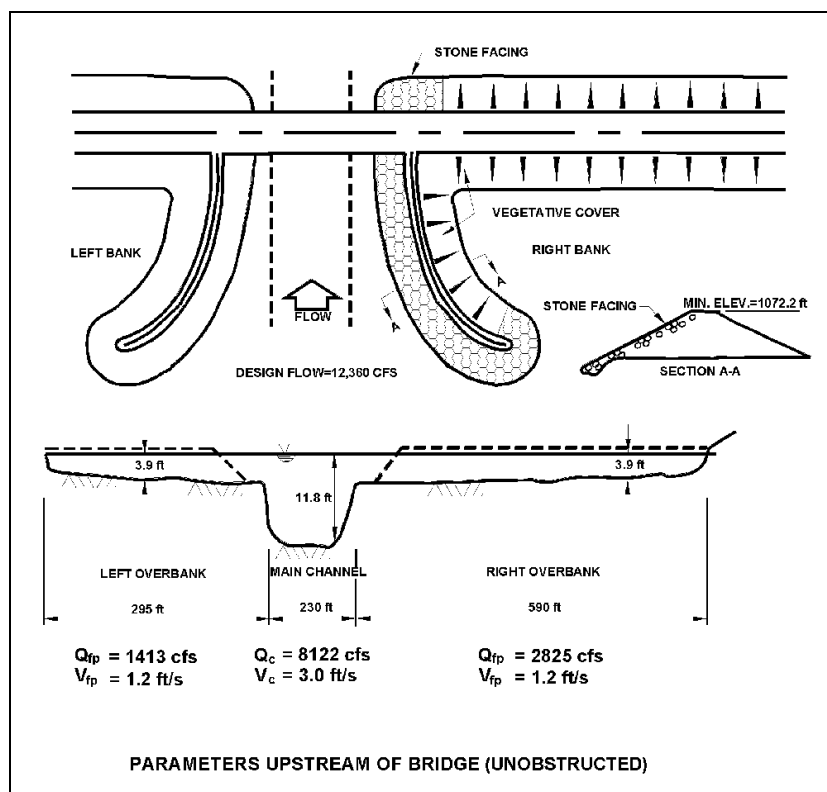 STONE FACING
VEGETATIVE COVER
LEFT BANK
RIGHT BANK
A
A
STONE FACING
MIN. ELEV.=1072.2 ft
FLOW
DESIGN FLOW=12,360 CFS
SECTION A-A
3.9 ft
3.9 ft
11.8 ft
LEFT OVERBANK
MAIN CHANNEL
RIGHT OVERBANK
295 ft
230 ft
590 ft
Qfp = 1413 cfs
Qc = 8122 cfs
Qfp = 2825 cfs
Vfp = 1.2 ft/s
Vc = 3.0 ft/s
Vfp = 1.2 ft/s
PARAMETERS UPSTREAM OF BRIDGE (UNOBSTRUCTED)